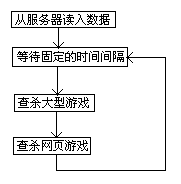 从服务器读入数据
等待固定的时间间隔
查杀大型游戏
查杀网页游戏